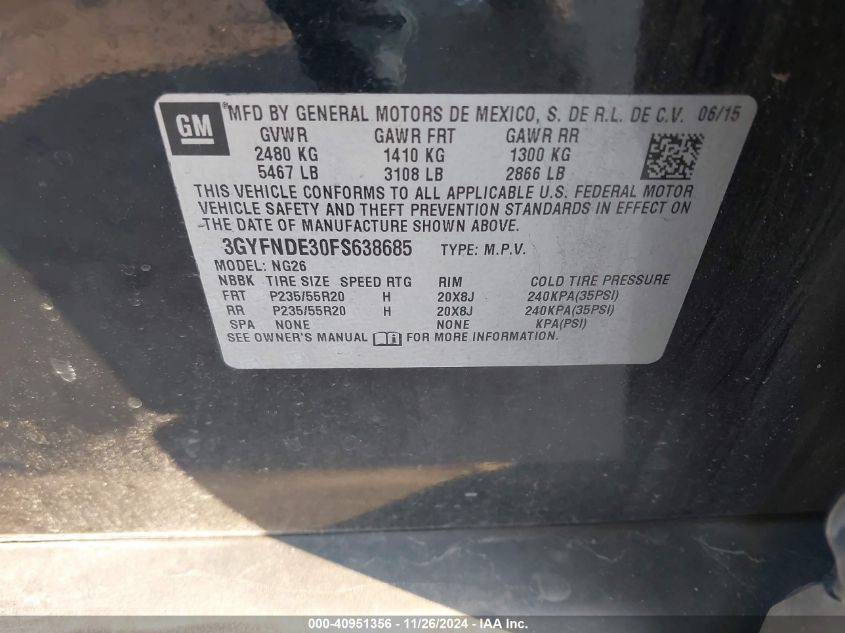 GM
®MFD BY GENERAL MOTORS DE MEXICO, S. DE R.L. DE C.V. 06/15
GVWR GAWR FRT GAWR RR
2480 KG 1410 KG 1300 KG
5467 LB 3108 LB 2866 LB
THIS VEHICLE CONFORMS TO ALL APPLICABLE U.S. FEDERAL MOTOR
VEHICLE SAFETY AND THEFT PREVENTION STANDARDS IN EFFECT ON
THE DATE OF MANUFACTURE SHOWN ABOVE.
3GYFNDE30FS638685 TYPE: M.P.V.
MODEL: NG26
NBBK TIRE SIZE SPEED RTG RIM COLD TIRE PRESSURE
FRT P235/55R20 H 20X8J 240KPA(35PSI)
RR P235/55R20 H 20X8J 240KPA(35PSI)
SPA NONE NONE KPA(PSI)
SEE OWNER'S MANUAL FOR MORE INFORMATION.
000-40951356 - 11/26/2024 - IAA Inc.